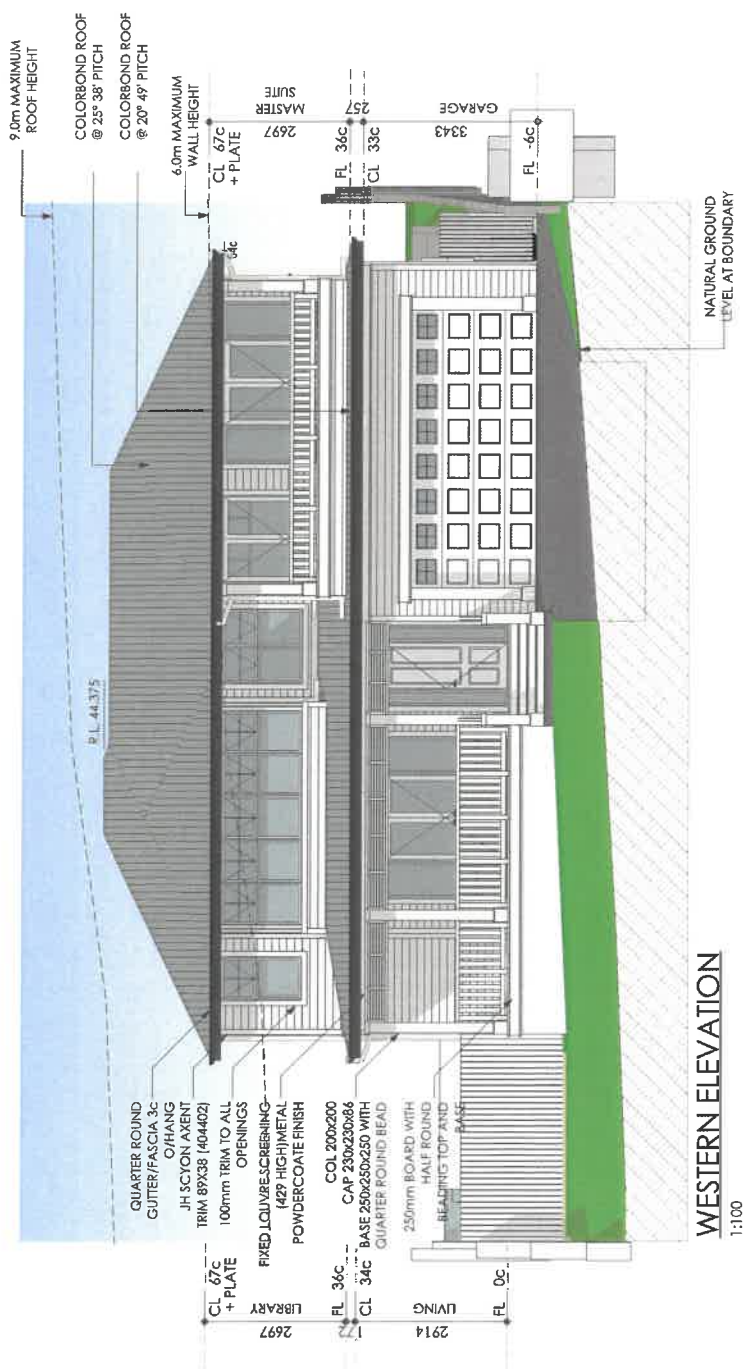 9.0m MAXIMUM
ROOF HEIGHT
COLORBOND ROOF
@ 25° 38' PITCH
COLORBOND ROOF
@ 20° 49' PITCH
6.0m MAXIMUM
WALL HEIGHT
CL 67c
+ PLATE
2697
MASTER
SUITE
FL 36c
257
CL 33c
3343
GARAGE
FL -6c
NATURAL GROUND
LEVEL AT BOUNDARY
R.L. 44.375
64c
QUARTER ROUND
GUTTER/FASCIA 3c
O/HANG
JH SCYON AXENT
TRIM 89X38 (404402)
100mm TRIM TO ALL
OPENINGS
FIXED LOUVRE SCREENING
(429 HIGH) METAL
POWDERCOATE FINISH
COL 200x200
CAP 230x230x86
BASE 250x250x250 WITH
QUARTER ROUND BEAD
250mm BOARD WITH
HALF ROUND
BEADING TOP AND
BASE
CL 67c
+ PLATE
2697
LIBRARY
FL 36c
172
CL 34c
2914
LIVING
FL 0c
WESTERN ELEVATION
1:100